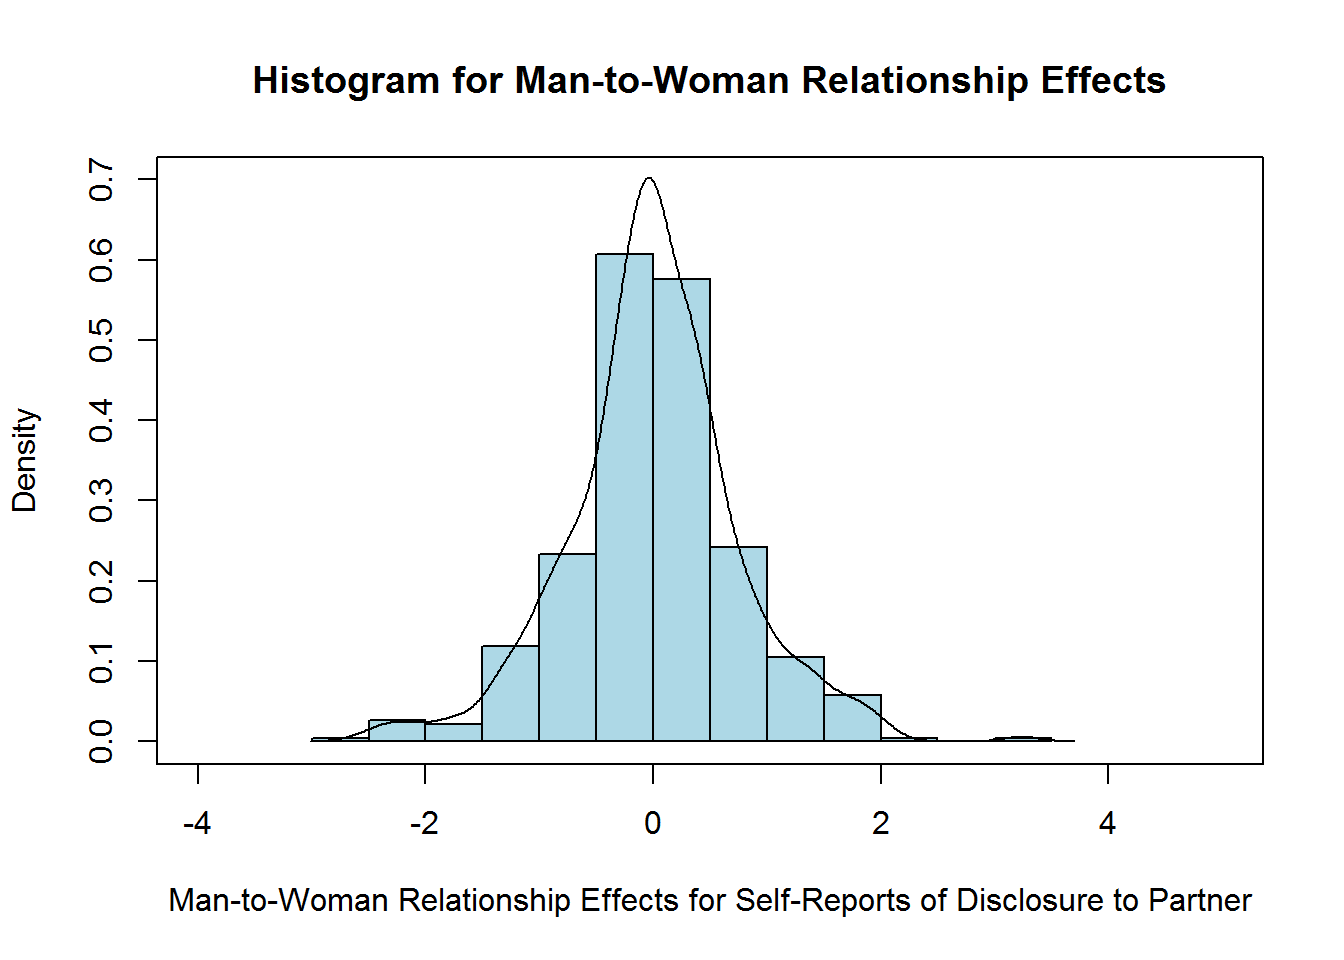 Histogram for Man-to-Woman Relationship Effects
Density
0.7
0.6
0.5
0.4
0.3
0.2
0.1
0.0
-4 -2 0 2 4
Man-to-Woman Relationship Effects for Self-Reports of Disclosure to Partner